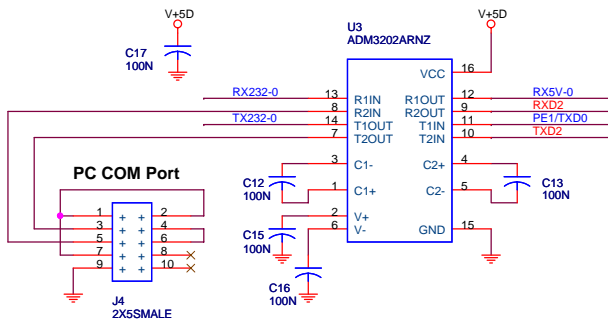 V+5D
V+5D
U3
ADM3202ARNZ
C17
100N
VCC
16
RX232-0
13
R1IN
R1OUT
12
RX5V-0
8
R2IN
R2OUT
9
RXD2
TX232-0
14
T1OUT
T1IN
11
PE1/TXD0
7
T2OUT
T2IN
10
TXD2
PC COM Port
3
C1-
C2+
4
C12
100N
C13
100N
1
C1+
C2-
5
1
2
3
4
5
6
7
8
9
10
2
V+
C15
100N
6
V-
GND
15
C16
100N
J4
2X5SMALE